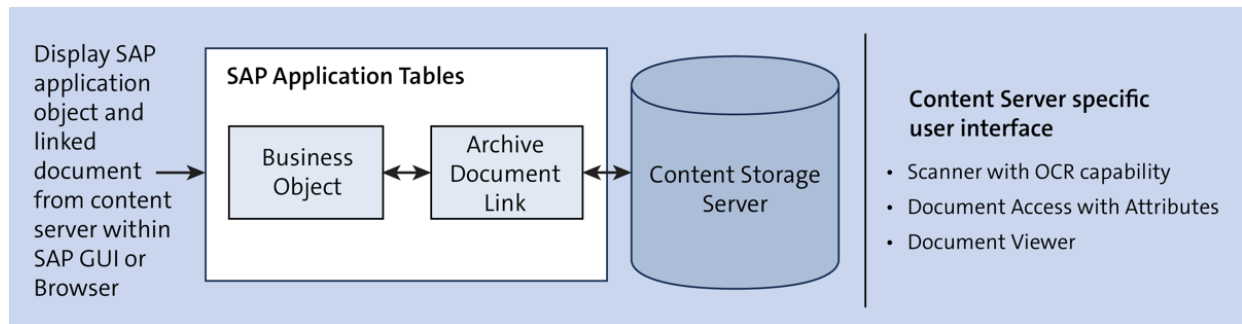 Display SAP
application
object and
linked
document
from content
server within
SAP GUI or
Browser
SAP Application Tables
Business
Object
Archive
Document
Link
Content Storage
Server
Content Server specific
user interface
• Scanner with OCR capability
• Document Access with Attributes
• Document Viewer